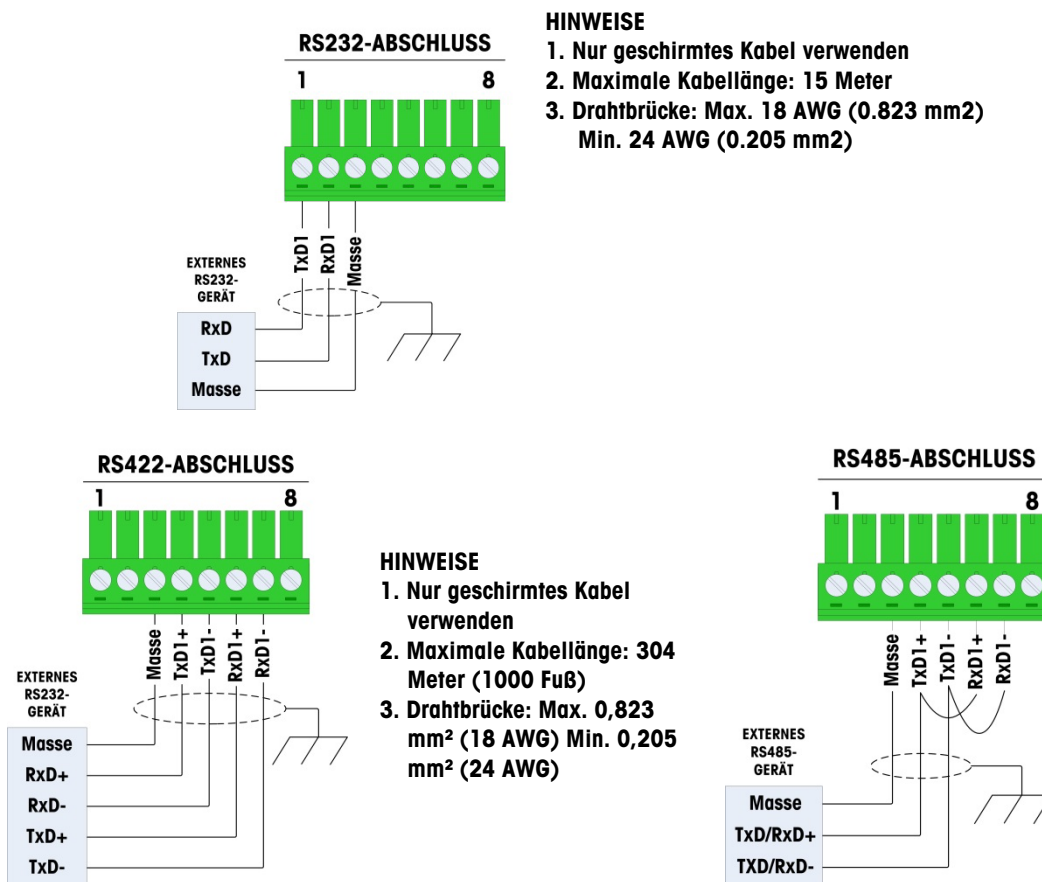 RS232-ABSCHLUSS
1 8
TxD1
RxD1
Masse
EXTERNES
RS232-
GERÄT
RxD
TxD
Masse
HINWEISE
1. Nur geschirmtes Kabel verwenden
2. Maximale Kabellänge: 15 Meter
3. Drahtbrücke: Max. 18 AWG (0.823 mm2)
Min. 24 AWG (0.205 mm2)
RS422-ABSCHLUSS
1 8
Masse
TxD1+
TxD1-
RxD1+
RxD1-
EXTERNES
RS232-
GERÄT
Masse
RxD+
RxD-
TxD+
TxD-
HINWEISE
1. Nur geschirmtes Kabel
verwenden
2. Maximale Kabellänge: 304
Meter (1000 Fuß)
3. Drahtbrücke: Max. 0,823
mm² (18 AWG) Min. 0,205
mm² (24 AWG)
RS485-ABSCHLUSS
1 8
Masse
TxD1+
TxD1-
RxD1+
RxD1-
EXTERNES
RS485-
GERÄT
Masse
TxD/RxD+
TXD/RxD-